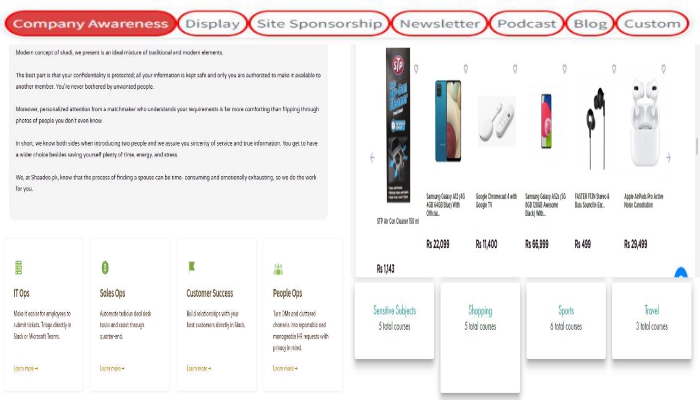 Company Awareness
Display
Site Sponsorship
Newsletter
Podcast
Blog
Custom
Modern concept of shadi, we present is an ideal mixture of traditional and modern elements.
The best part is that your confidentiality is protected; all your information is kept safe and only you are authorized to make it available to
another member. You're never bothered by unwanted people.
Moreover, personalized attention from a matchmaker who understands your requirements is far more comforting than flipping through
photos of people you don't even know.
In short, we know both sides when introducing two people and we assure you sincerity of service and true information. You get to have
a wider choice besides saving yourself plenty of time, energy, and stress.
We, at Shaadee.pk, know that the process of finding a spouse can be time- consuming and emotionally exhausting, so we do the work
for you.
IT Ops
Make it easier for employees to
submit tickets. Triage directly in
Slack or Microsoft Teams.
Learn more →
Sales Ops
Automate tedious deal desk
tasks and coast through
quarter-end.
Learn more →
Customer Success
Build relationships with your
best customers directly in Slack.
Learn more →
People Ops
Turn DMs and cluttered
channels into repeatable and
manageable HR requests with
privacy in mind.
Learn more →
STP
STP Air Con Cleaner 150 ml
Rs 1,143
Samsung Galaxy A12 (4G
4GB 64GB Blue) With
Official...
Rs 22,099
Google Chromecast 4 with
Google TV
Rs 11,400
Samsung Galaxy A52s (5G
8GB 128GB Awesome
Black) With...
Rs 66,999
FASTER F13N Stereo &
Bass Sound In-Ear...
Rs 499
Apple AirPods Pro Active
Noise Cancellation
Rs 29,499
Sensitive Subjects
5 total courses
Shopping
5 total courses
Sports
6 total courses
Travel
3 total courses